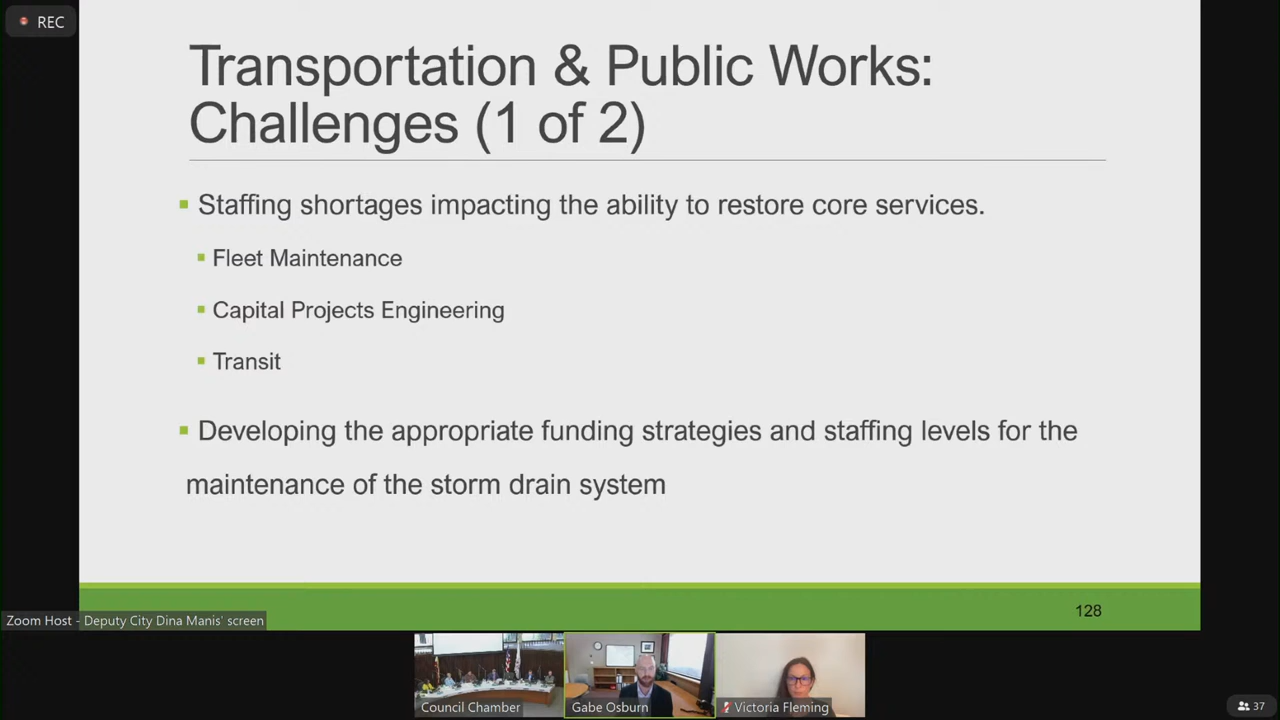 REC
Transportation & Public Works:
Challenges (1 of 2)
Staffing shortages impacting the ability to restore core services.
Fleet Maintenance
Capital Projects Engineering
Transit
Developing the appropriate funding strategies and staffing levels for the
maintenance of the storm drain system
128
Zoom Host - Deputy City Dina Manis' screen
Council Chamber
Gabe Osburn
Victoria Fleming
37